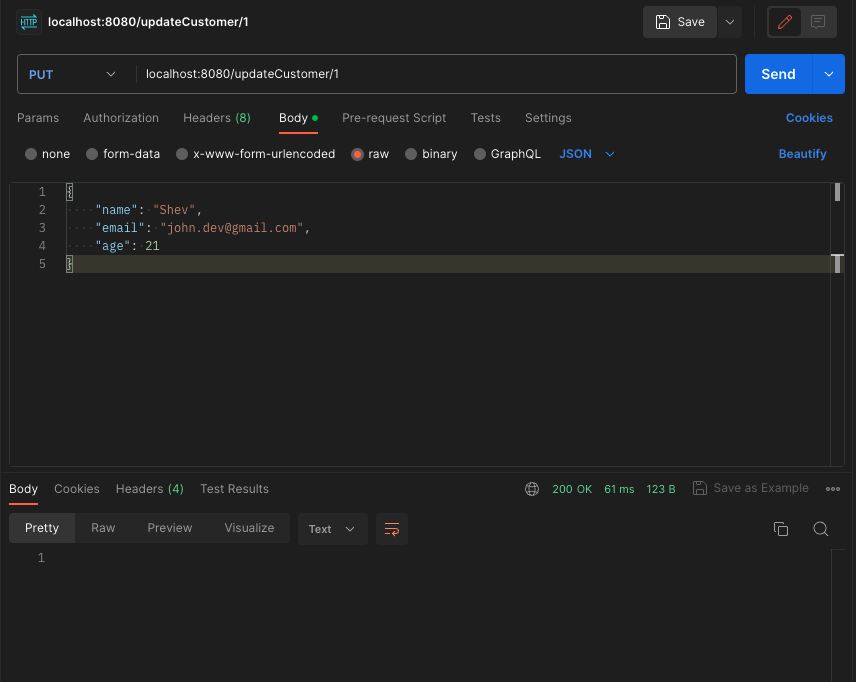 HTTP localhost:8080/updateCustomer/1 Save
PUT localhost:8080/updateCustomer/1 Send
Params Authorization Headers (8) Body Pre-request Script Tests Settings Cookies
none form-data x-www-form-urlencoded raw binary GraphQL JSON Beautify
1 {
2 "name": "Shev",
3 "email": "john.dev@gmail.com",
4 "age": 21
5 }
Body Cookies Headers (4) Test Results 200 OK 61 ms 123 B Save as Example
Pretty Raw Preview Visualize Text
1